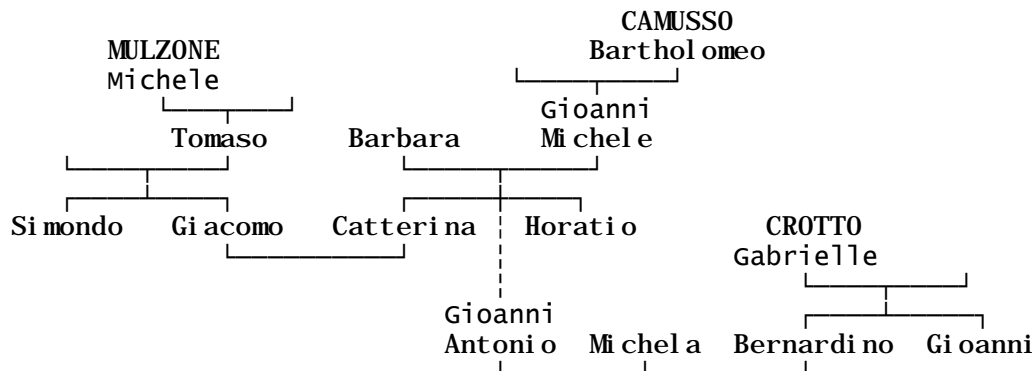 CAMUSSO
MULZONE Bartholomeo
Michele
Gioanni
Tomaso Barbara Michele
Simondo Giacomo Catterina Horatio CROTTO
Gabrielle
Gioanni
Antonio Michela Bernardino Gioanni